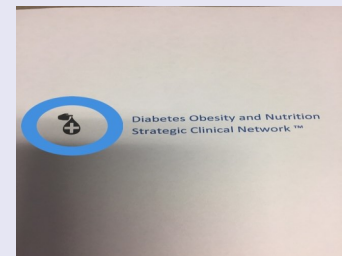 Diabetes Obesity and Nutrition
Strategic Clinical Network ™